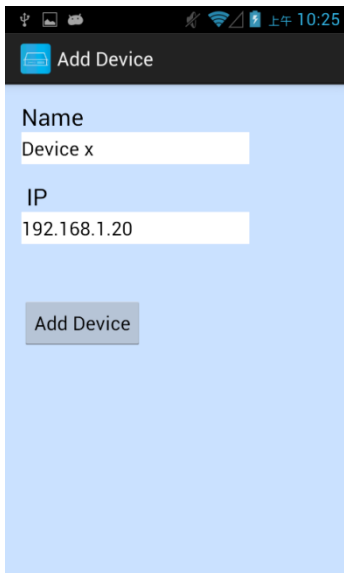 上午 10:25
Add Device
Name
Device x
IP
192.168.1.20
Add Device